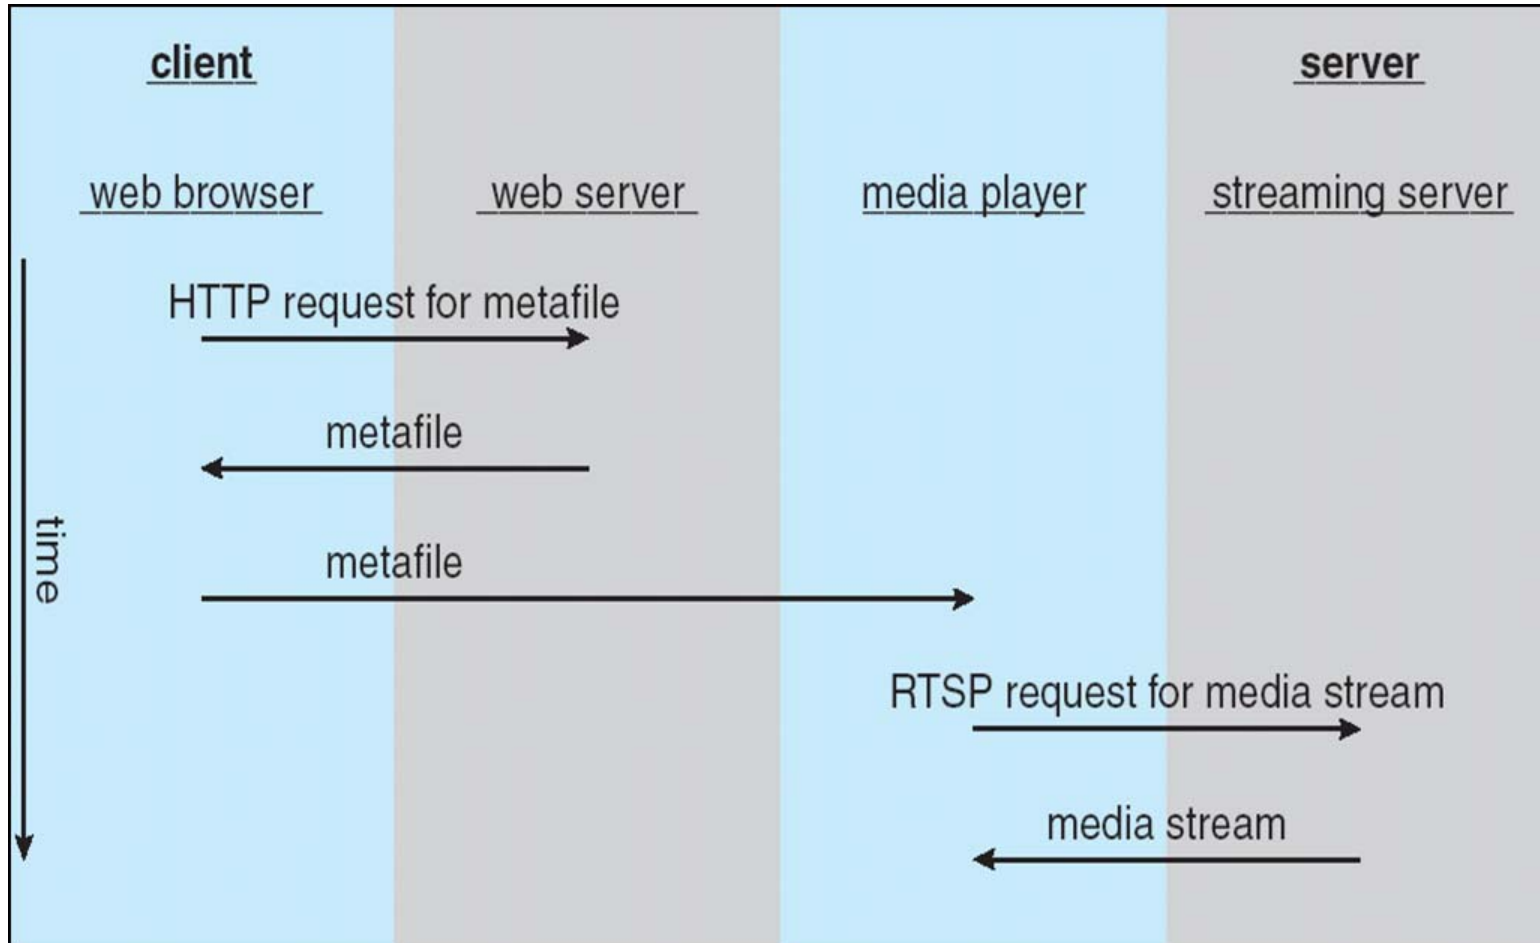 client
server
web browser
web server
media player
streaming server
HTTP request for metafile
metafile
metafile
time
RTSP request for media stream
media stream